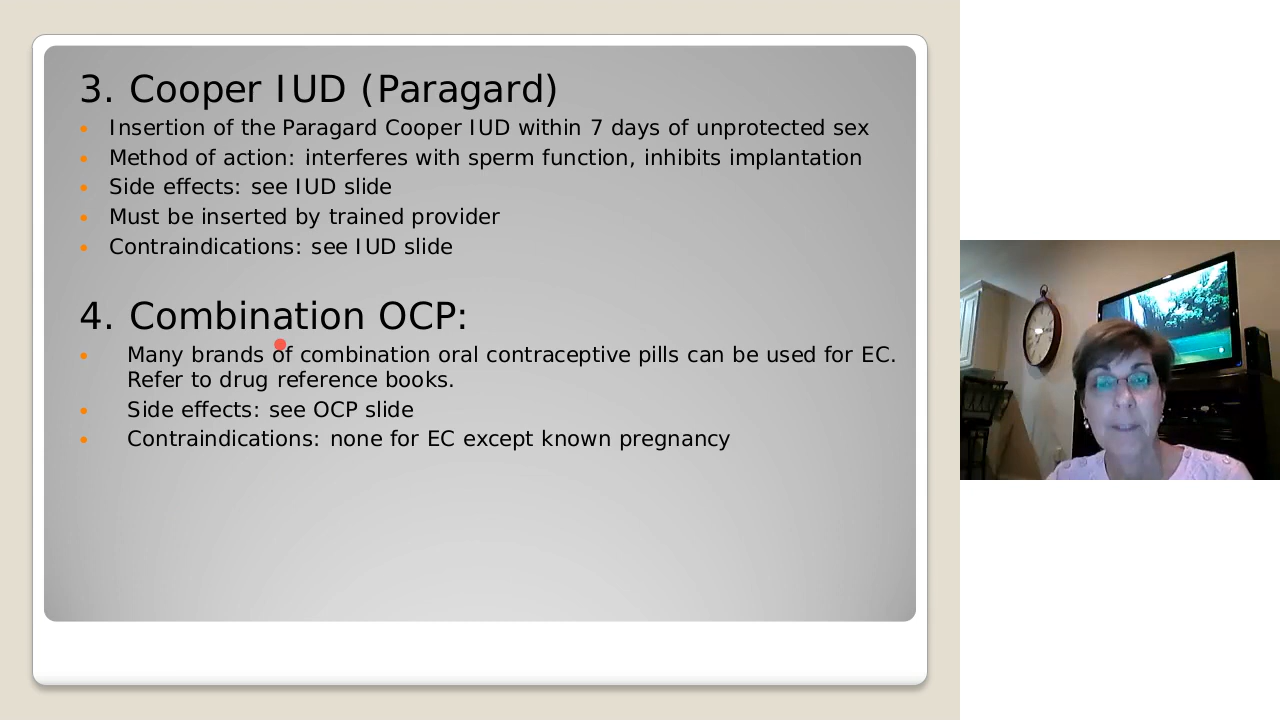 3. Cooper IUD (Paragard)
Insertion of the Paragard Cooper IUD within 7 days of unprotected sex
Method of action: interferes with sperm function, inhibits implantation
Side effects: see IUD slide
Must be inserted by trained provider
Contraindications: see IUD slide
4. Combination OCP:
Many brands of combination oral contraceptive pills can be used for EC.
Refer to drug reference books.
Side effects: see OCP slide
Contraindications: none for EC except known pregnancy